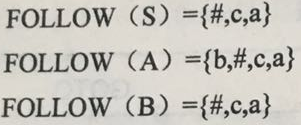 FOLLOW（S）={#,c,a}
FOLLOW（A）={b,#,c,a}
FOLLOW（B）={#,c,a}